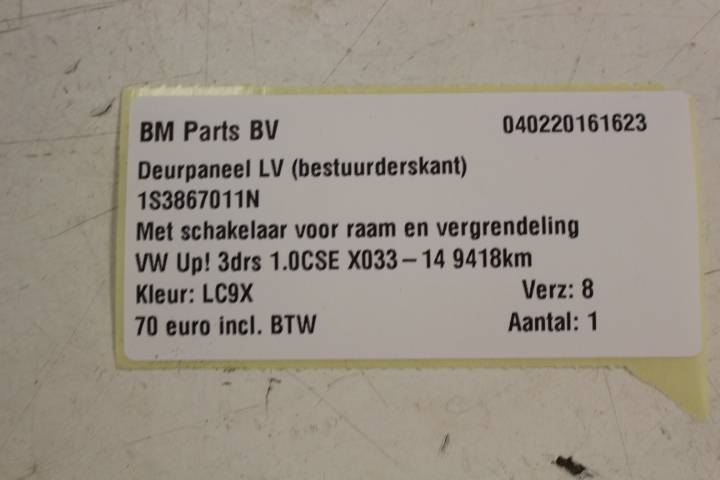 BM Parts BV 040220161623
Deurpaneel LV (bestuurderskant)
1S3867011N
Met schakelaar voor raam en vergrendeling
VW Up! 3drs 1.0CSE X033-14 9418km
Kleur: LC9X Verz: 8
70 euro incl. BTW Aantal: 1